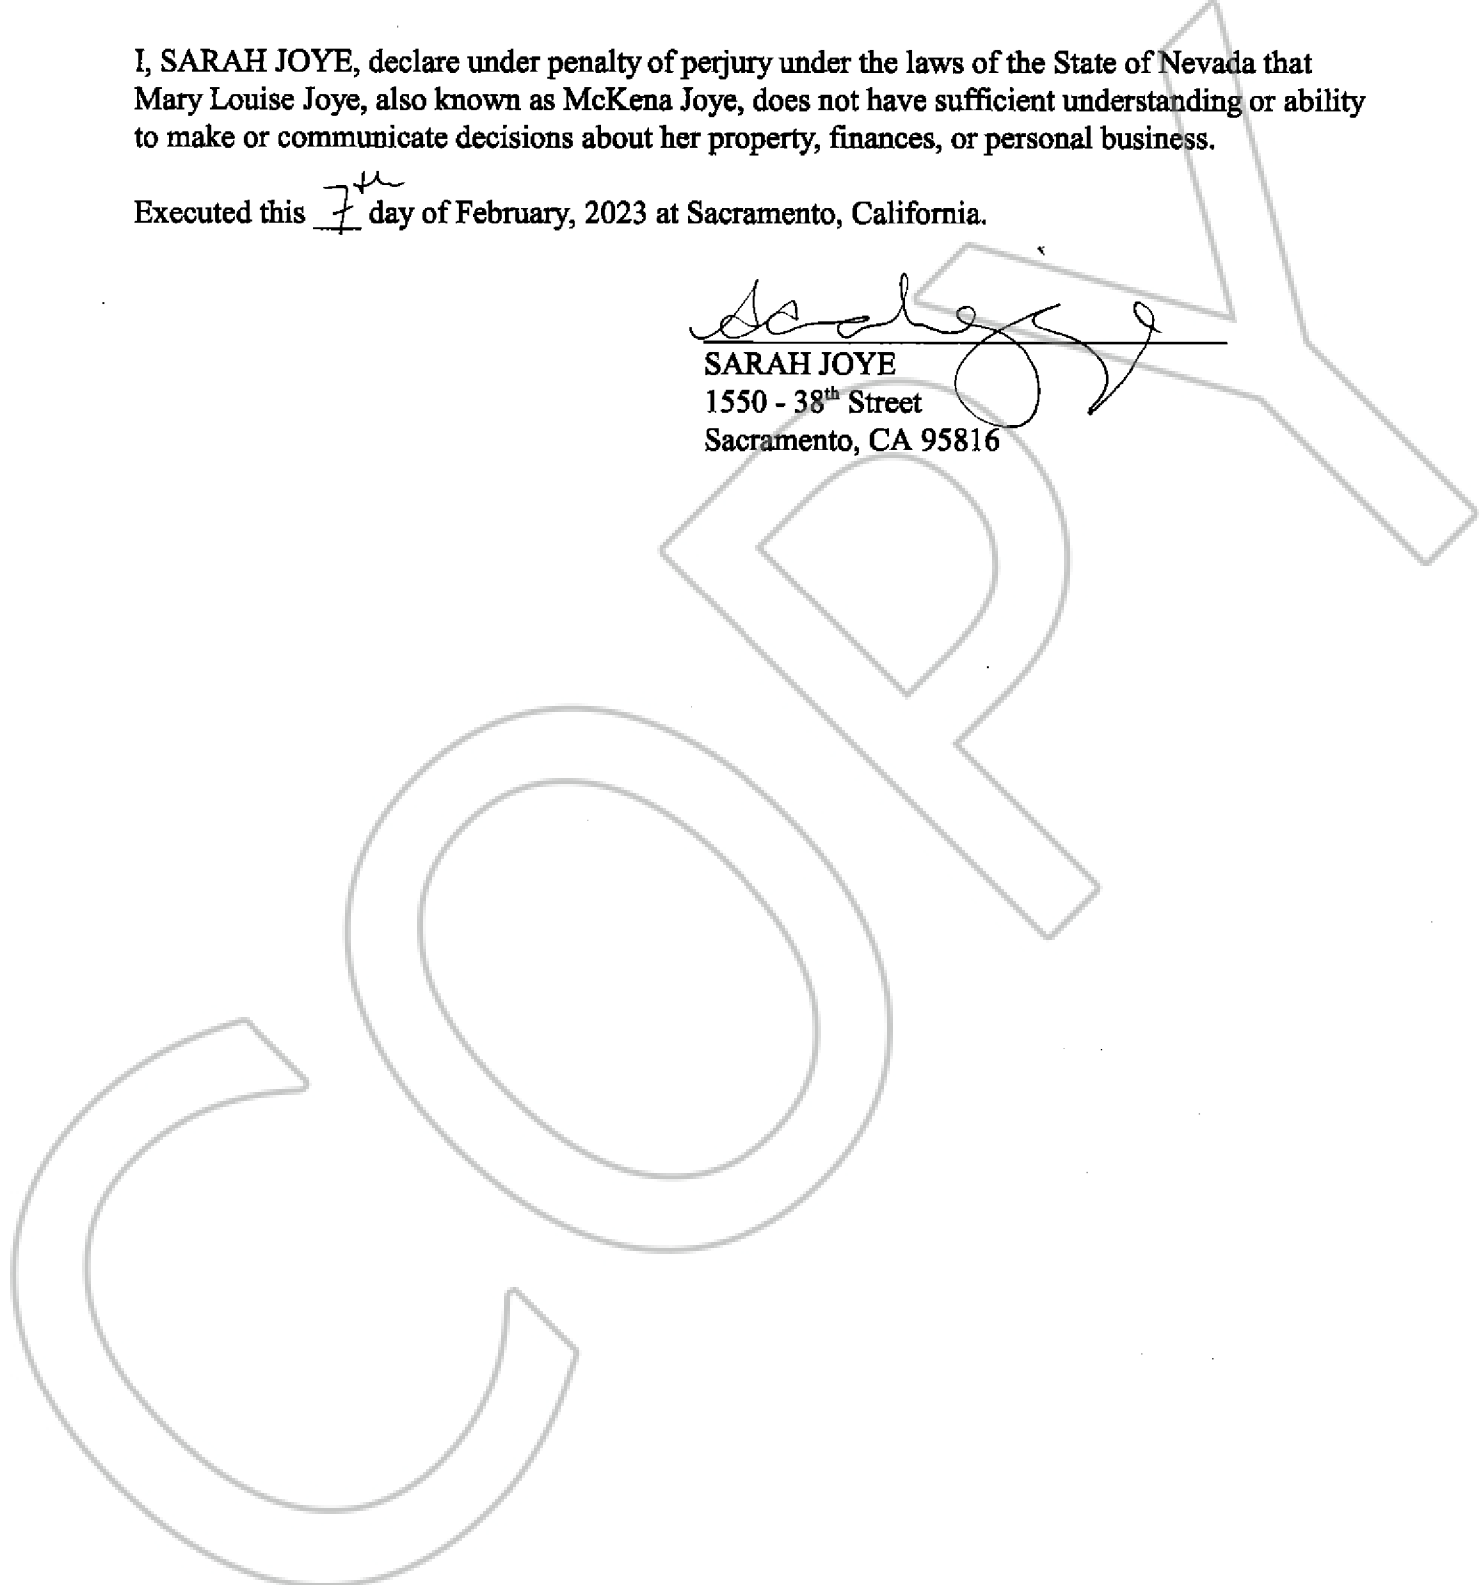 I, SARAH JOYE, declare under penalty of perjury under the laws of the State of Nevada that
Mary Louise Joye, also known as McKena Joye, does not have sufficient understanding or ability
to make or communicate decisions about her property, finances, or personal business.
Executed this 7th day of February, 2023 at Sacramento, California.
Sarah Joye
SARAH JOYE
1550 - 38th Street
Sacramento, CA 95816
COPY